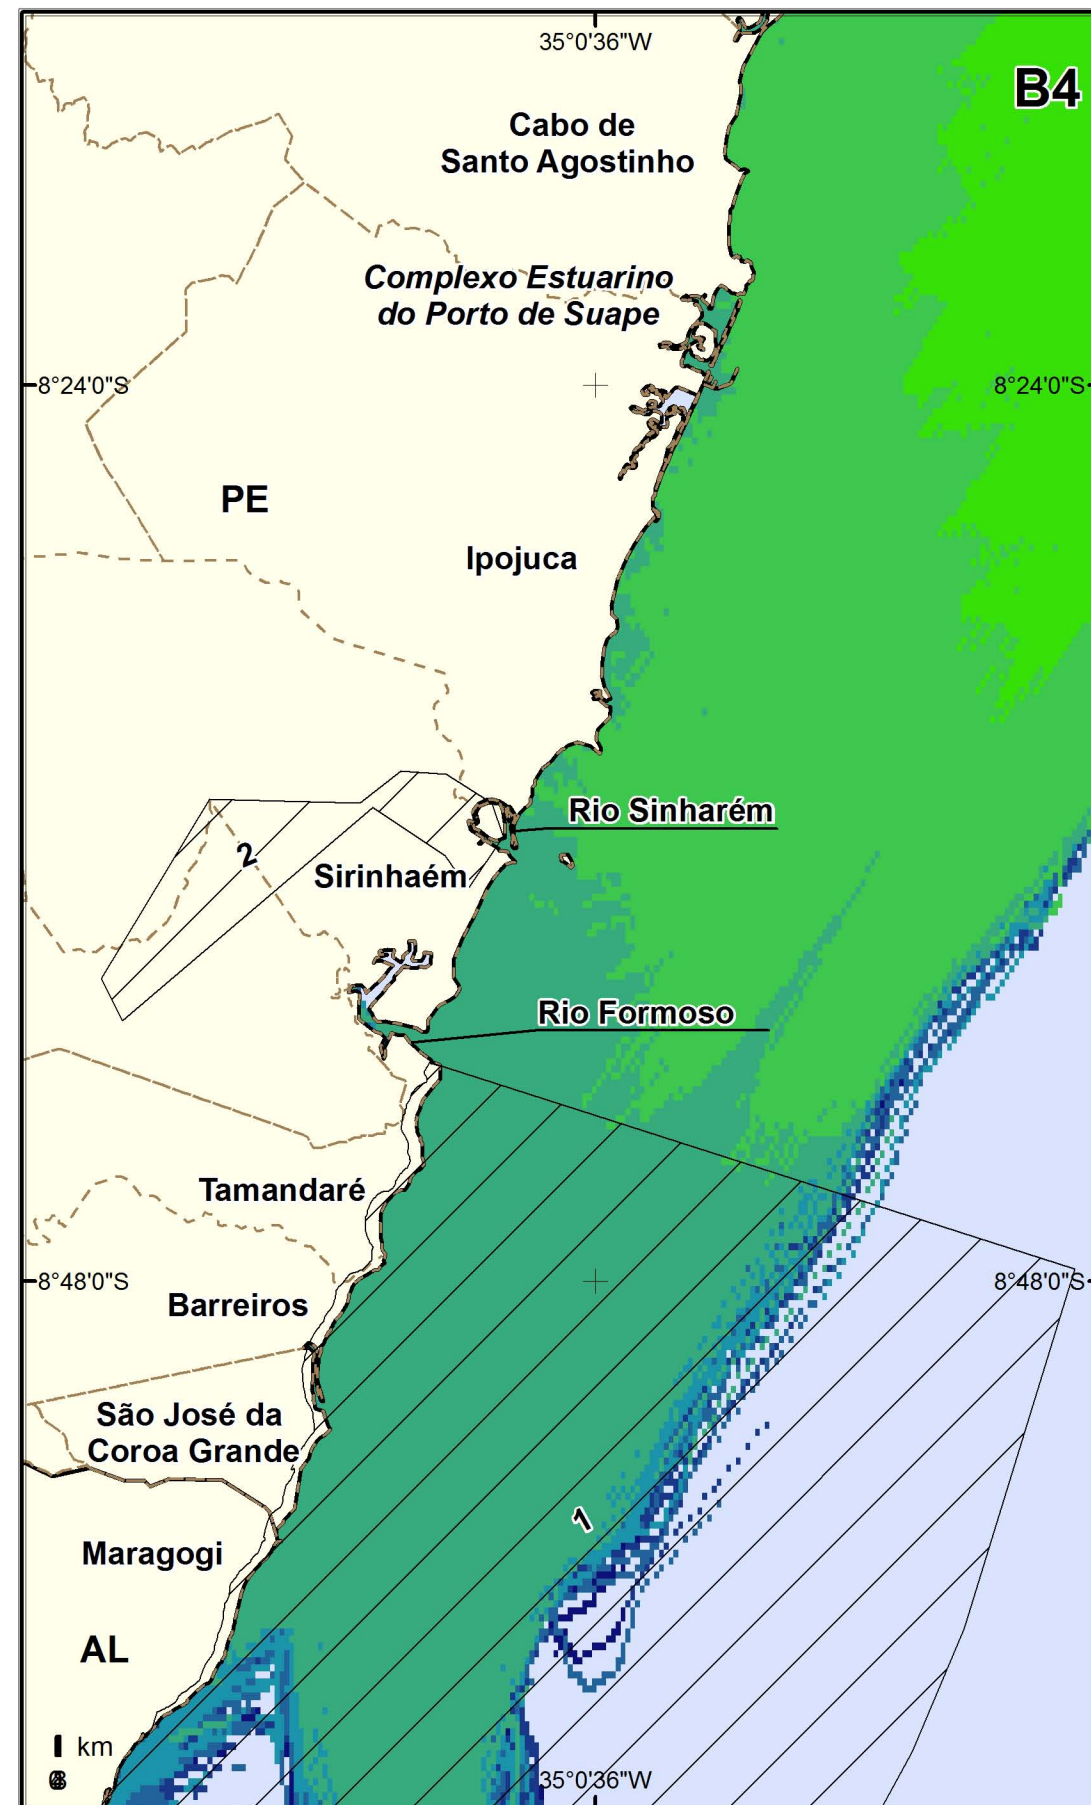 35°0'36"W
B4
Cabo de
Santo Agostinho
Complexo Estuarino
do Porto de Suape
8°24'0"S
8°24'0"S
PE
Ipojuca
Rio Sinharém
2
Sirinhaém
Rio Formoso
Tamandaré
8°48'0"S
8°48'0"S
Barreiros
São José da
Coroa Grande
1
Maragogi
AL
km
35°0'36"W